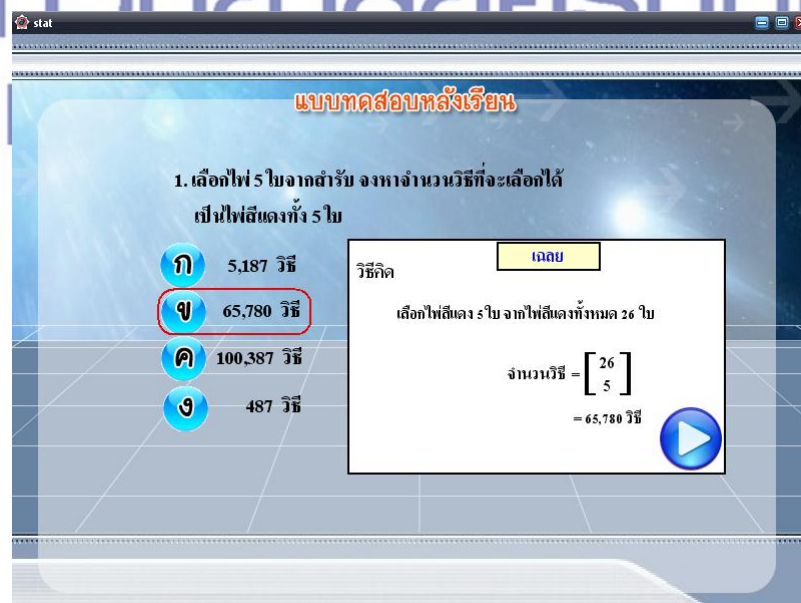 stat
แบบทดสอบหลังเรียน
1. เลือกไพ่ 5 ใบจากสำรับ จงหาจำนวนวิธีที่จะเลือกได้
เป็นไพ่สีแดงทั้ง 5 ใบ
ก 5,187 วิธี
ข 65,780 วิธี
ค 100,387 วิธี
ง 487 วิธี
เฉลย
วิธีคิด
เลือกไพ่สีแดง 5 ใบ จากไพ่สีแดงทั้งหมด 26 ใบ
จำนวนวิธี = [26
5]
= 65,780 วิธี